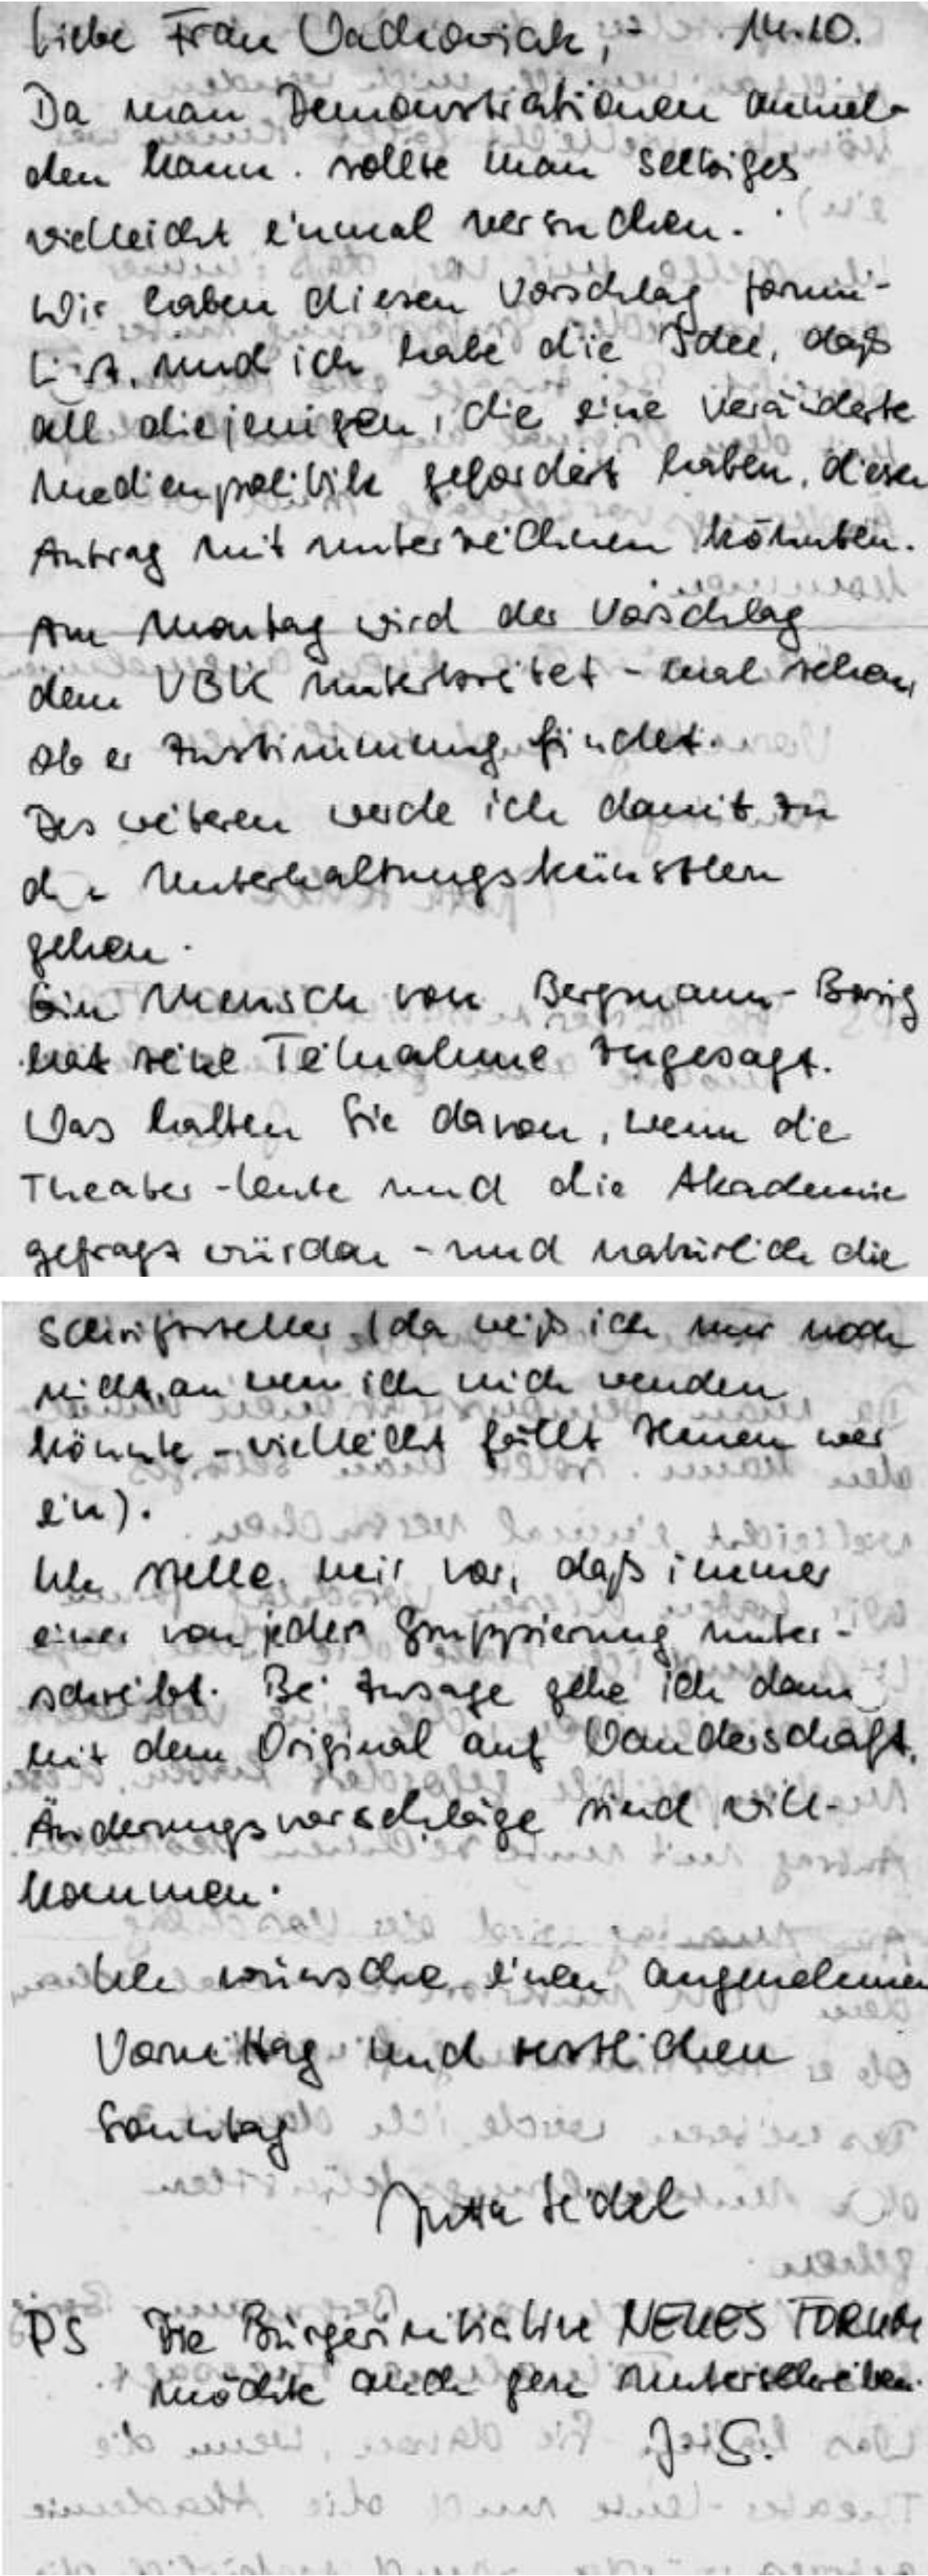 Liebe Frau Wachowiak, - 14.10.
Da man Demonstrationen anmel-
den kann. sollte man selbiges
vielleicht einmal versuchen.
Wir haben diesen Vorschlag formu-
liert, und ich habe die Idee, daß
all diejenigen, die eine veränderte
Medienpolitik gefordert haben, diesen
Antrag mit unterzeichnen könnten.
Am Montag wird der Vorschlag
dem VBK unterbreitet - mal sehen,
ob er Zustimmung findet.
Des weiteren werde ich damit zu
den Unterhaltungskünstlern
gehen.
Ein Mensch von Bergmann-Borsig
hat seine Teilnahme zugesagt.
Was halten Sie davon, wenn die
Theater-leute und die Akademie
gefragt würden - und natürlich die
Schriftsteller (da weiß ich nur noch
nicht, an wen ich mich wenden
könnte - vielleicht fällt Ihnen wer
ein).
Ich stelle mir vor, daß immer
einer von jeder Gruppierung unter-
schreibt. Bei Zusage gehe ich dann
mit dem Original auf Wanderschaft.
Änderungsvorschläge sind will-
kommen.
Ich wünsche einen angenehmen
Vormittag und restlichen
Sonntag
Jutta Seidel
PS Die Bürgerinitiative NEUES FORUM
möchte auch gern unterschreiben.
J. S.